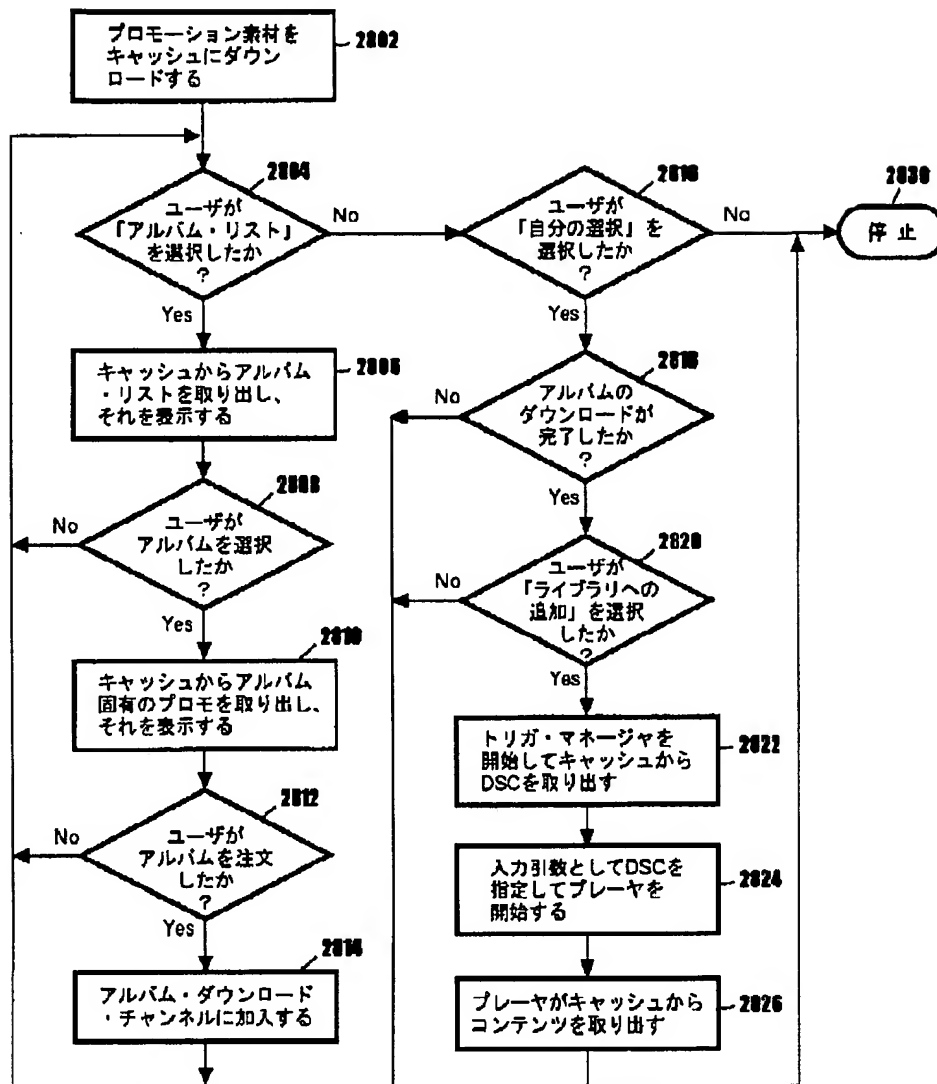 プロモーション素材を
キャッシュにダウン
ロードする
2802
2804
ユーザが
「アルバム・リスト」
を選択したか
?
No
Yes
2806
キャッシュからアルバム
・リストを取り出し、
それを表示する
2808
ユーザが
アルバムを選択
したか
?
No
Yes
2810
キャッシュからアルバム
固有のプロモを取り出し、
それを表示する
2812
ユーザが
アルバムを注文
したか
?
No
Yes
2814
アルバム・ダウンロード
・チャンネルに加入する
2816
ユーザが
「自分の選択」を
選択したか
?
No
Yes
2818
アルバムの
ダウンロードが
完了したか
?
No
Yes
2820
ユーザが
「ライブラリへの
追加」を選択
したか
?
No
Yes
2822
トリガ・マネージャを
開始してキャッシュから
DSCを取り出す
2824
入力引数としてDSCを
指定してプレーヤを
開始する
2826
プレーヤがキャッシュから
コンテンツを取り出す
2830
停止